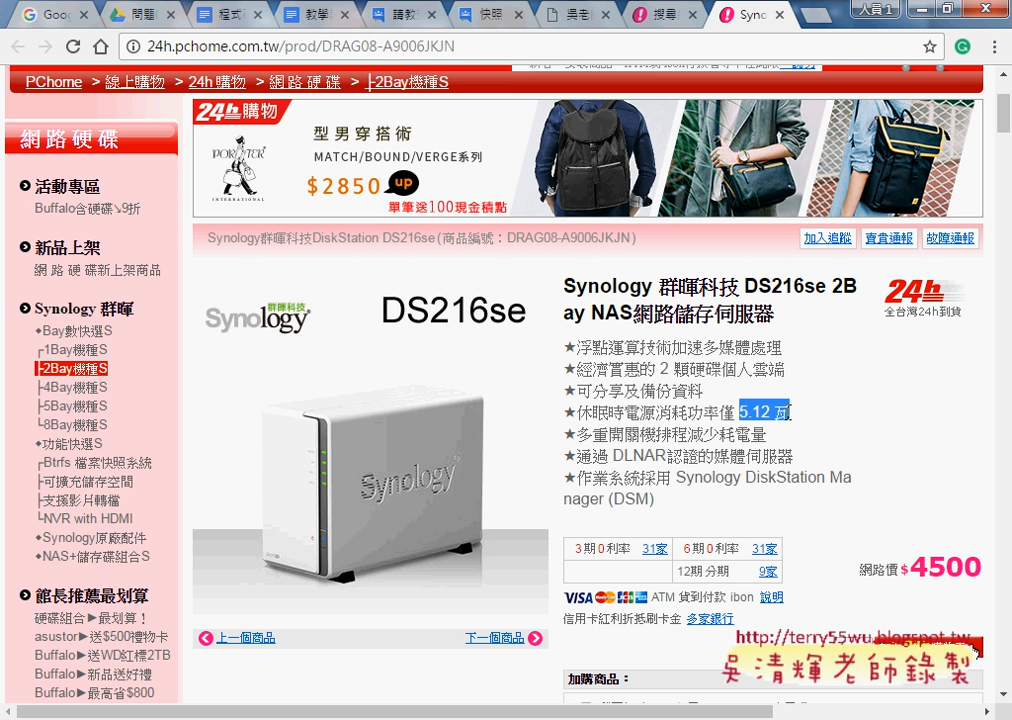 Goog
問題
程式
教學
請教
快照
吳老
搜尋
Sync
人員 1
24h.pchome.com.tw/prod/DRAG08-A9006JKJN
PChome > 線上購物 > 24h 購物 > 網 路 硬 碟 > ├2Bay機種S
24h購物
PORTER
INTERNATIONAL
型男穿搭術
MATCH/BOUND/VERGE系列
$2850 up
單筆送100現金積點
網路硬碟
活動專區
Buffalo含硬碟↘9折
新品上架
網 路 硬 碟新上架商品
Synology 群暉
◆Bay數快選S
┌1Bay機種S
├2Bay機種S
├4Bay機種S
├5Bay機種S
└8Bay機種S
◆功能快選S
┌Btrfs 檔案快照系統
├可擴充儲存空間
├支援影片轉檔
└NVR with HDMI
◆Synology原廠配件
◆NAS+儲存碟組合S
館長推薦最划算
硬碟組合►最划算！
asustor►送$500禮物卡
Buffalo►送WD紅標2TB
Buffalo►新品送好禮
Buffalo►最高省$800
Synology群暉科技DiskStation DS216se (商品編號：DRAG08-A9006JKJN)
加入追蹤
賣貴通報
故障通報
群暉科技
Synology
DS216se
Synology
上一個商品
下一個商品
Synology 群暉科技 DS216se 2B
ay NAS網路儲存伺服器
24h
全台灣24h到貨
★浮點運算技術加速多媒體處理
★經濟實惠的 2 顆硬碟個人雲端
★可分享及備份資料
★休眠時電源消耗功率僅 5.12 瓦
★多重開關機排程減少耗電量
★通過 DLNAR認證的媒體伺服器
★作業系統採用 Synology DiskStation Ma
nager (DSM)
3 期 0 利率 31家 6 期 0 利率 31家
12期 分期 9家
網路價$4500
VISA ATM 貨到付款 ibon 說明
信用卡紅利折抵刷卡金 多家銀行
http://terry55wu.blogspot.tw
吳清輝老師錄製
加購商品：